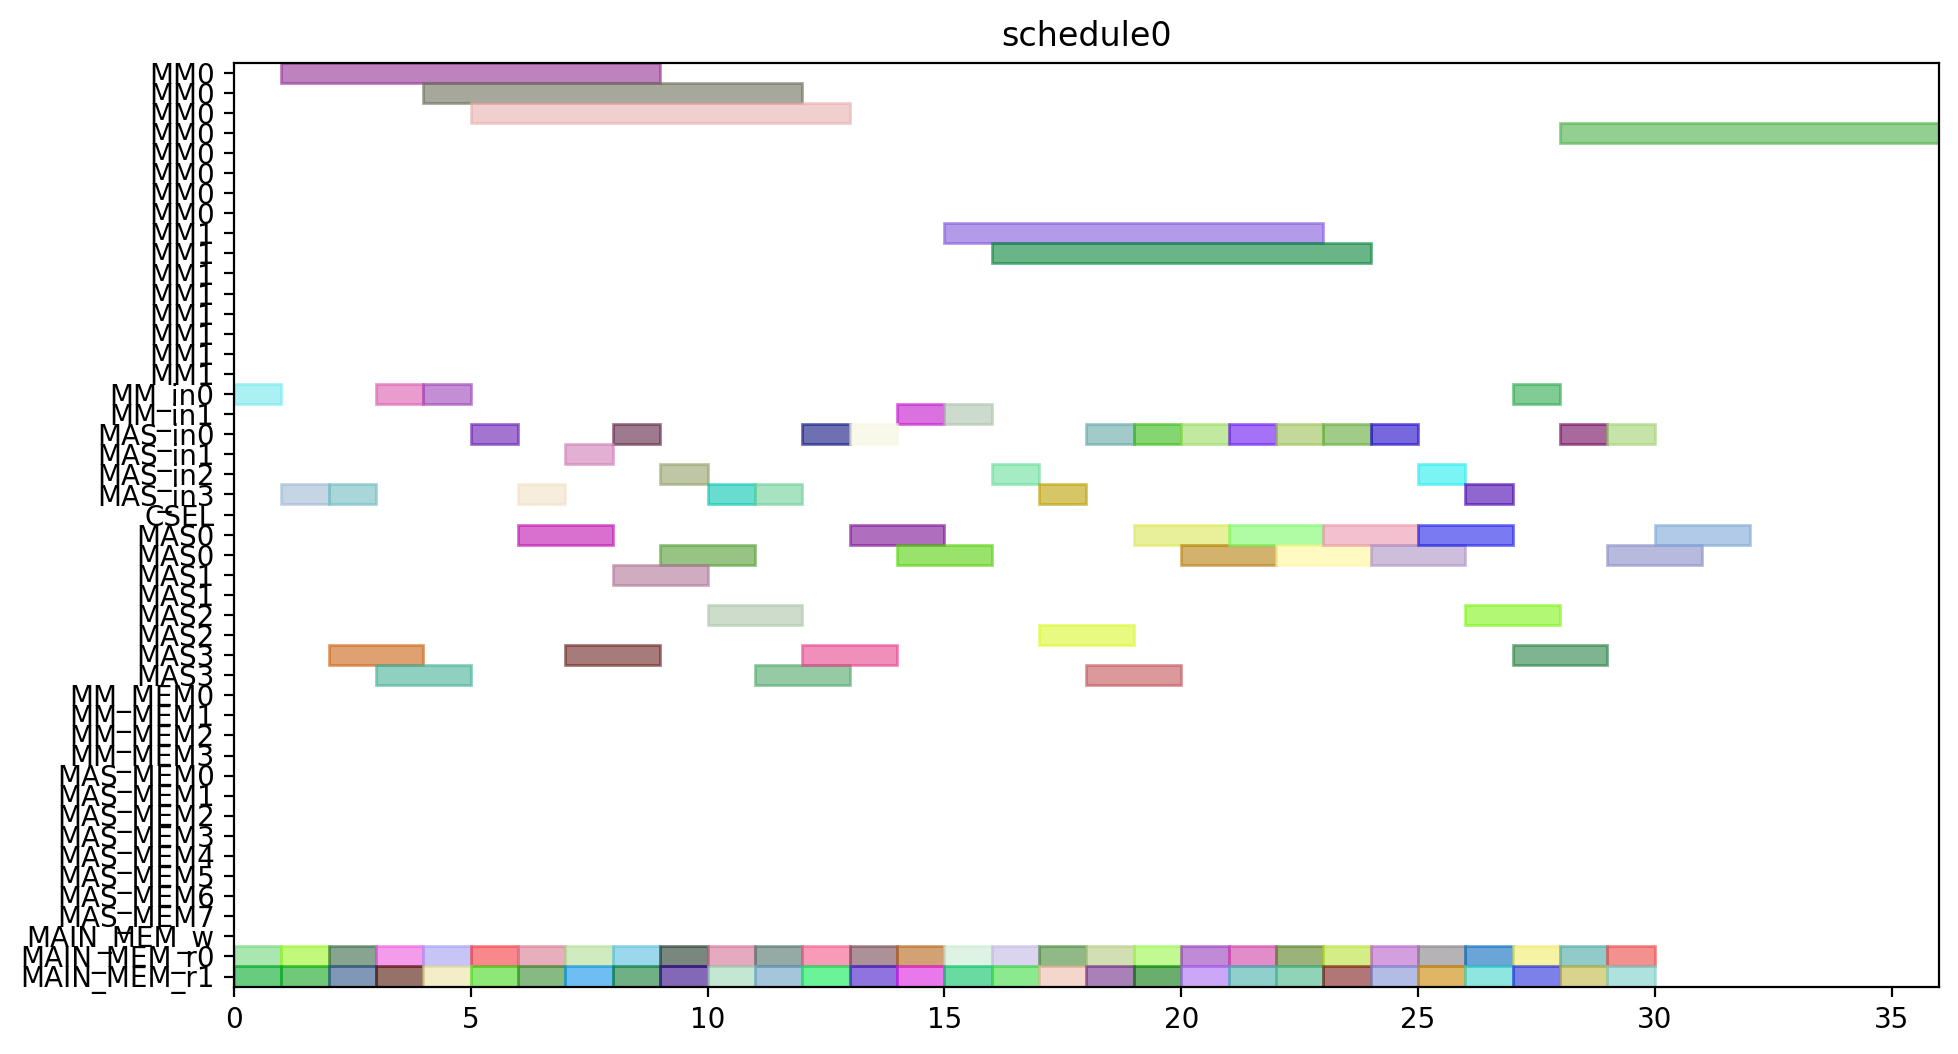 schedule0
MM0
MM0
MM0
MM0
MM0
MM0
MM0
MM0
MM1
MM1
MM1
MM1
MM1
MM1
MM1
MM1
MM_in0
MM_in1
MAS_in0
MAS_in1
MAS_in2
MAS_in3
CSEL
MAS0
MAS0
MAS1
MAS1
MAS2
MAS2
MAS3
MAS3
MM_MEM0
MM_MEM1
MM_MEM2
MM_MEM3
MAS_MEM0
MAS_MEM1
MAS_MEM2
MAS_MEM3
MAS_MEM4
MAS_MEM5
MAS_MEM6
MAS_MEM7
MAIN_MEM_w
MAIN_MEM_r0
MAIN_MEM_r1
0 5 10 15 20 25 30 35